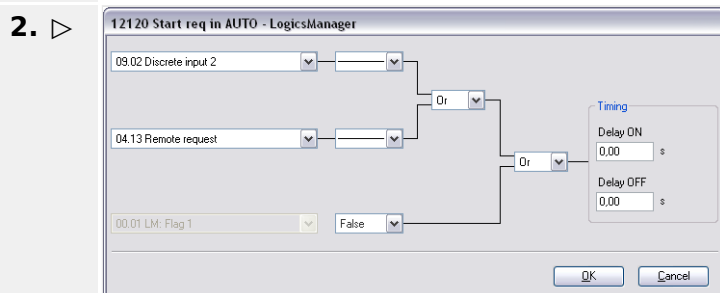 2. ▷
12120 Start req in AUTO - LogicsManager
09.02 Discrete input 2
Or
Timing
Delay ON
0,00 s
04.13 Remote request
Or
Delay OFF
0,00 s
00.01 LM: Flag 1
False
OK
Cancel